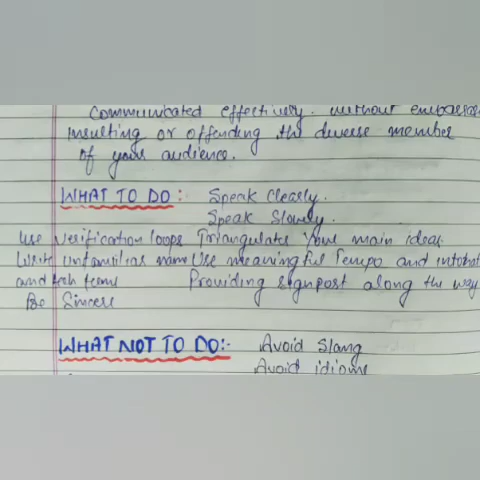 Communicated effectively. without embarras
insulting or offending the diverse member
of your audience.
WHAT TO DO: Speak Clearly.
Speak Slowly.
Use Verification loops Triangulate Your main ideas
Write Unfamiliar name Use meaningful Tempo and
and tech terms Providing signpost along the way
Be Sincere
WHAT NOT TO DO:- Avoid Slang
Avoid idioms